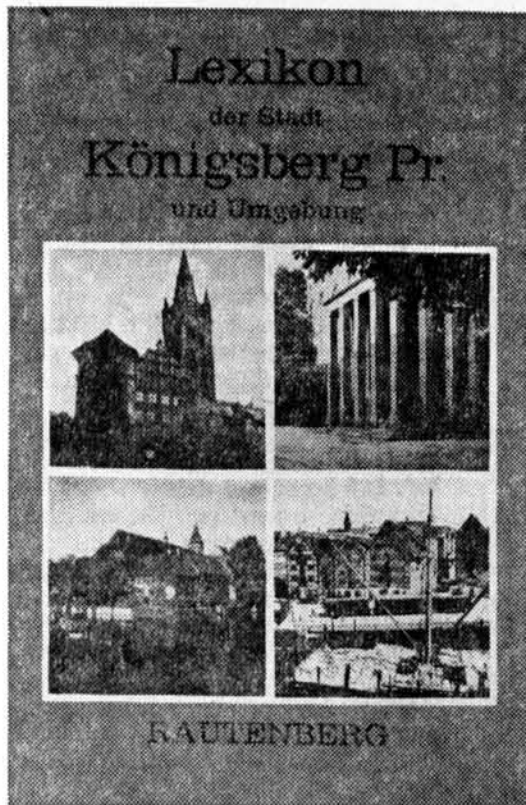 Lexikon
der Stadt
Königsberg Pr.
und Umgebung
RAUTENBERG